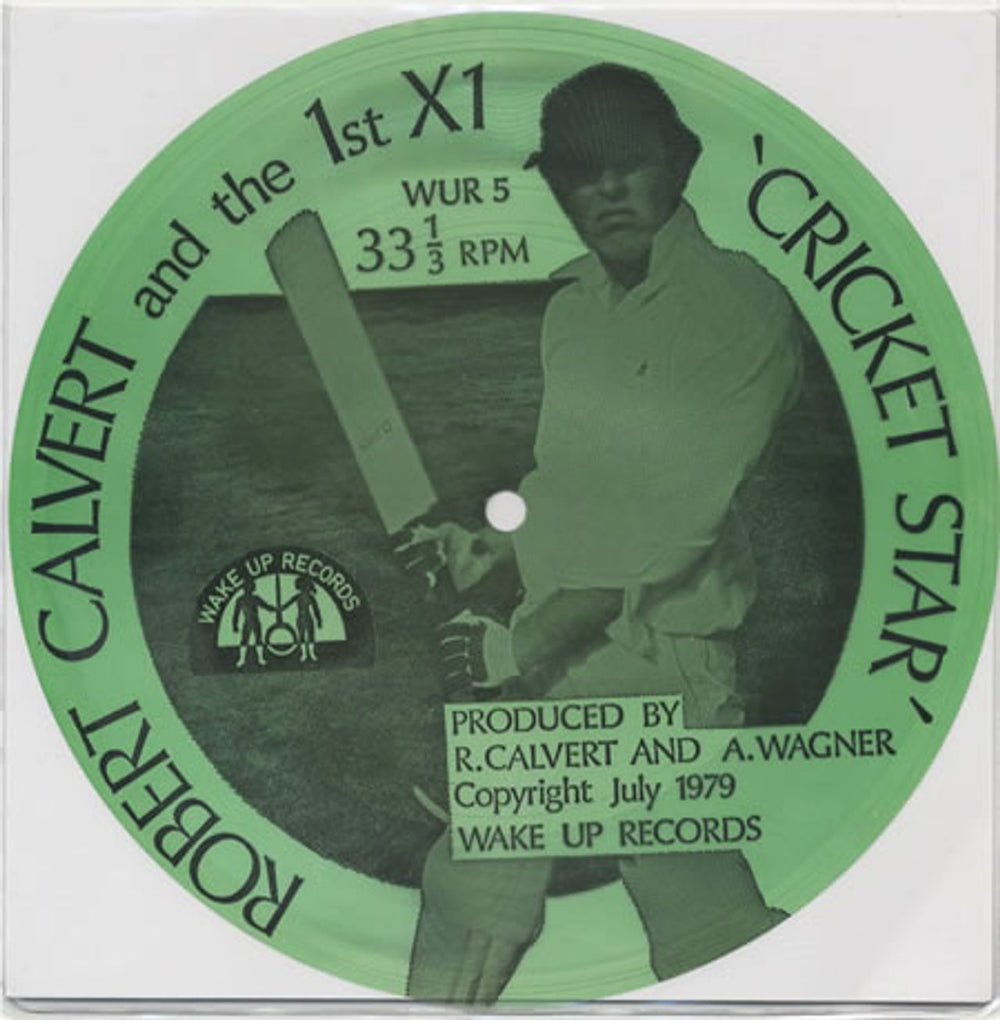 ROBERT CALVERT and the 1st X1
'CRICKET STAR'
WUR 5
33 1/3 RPM
WAKE UP RECORDS
PRODUCED BY
R.CALVERT AND A.WAGNER
Copyright July 1979
WAKE UP RECORDS